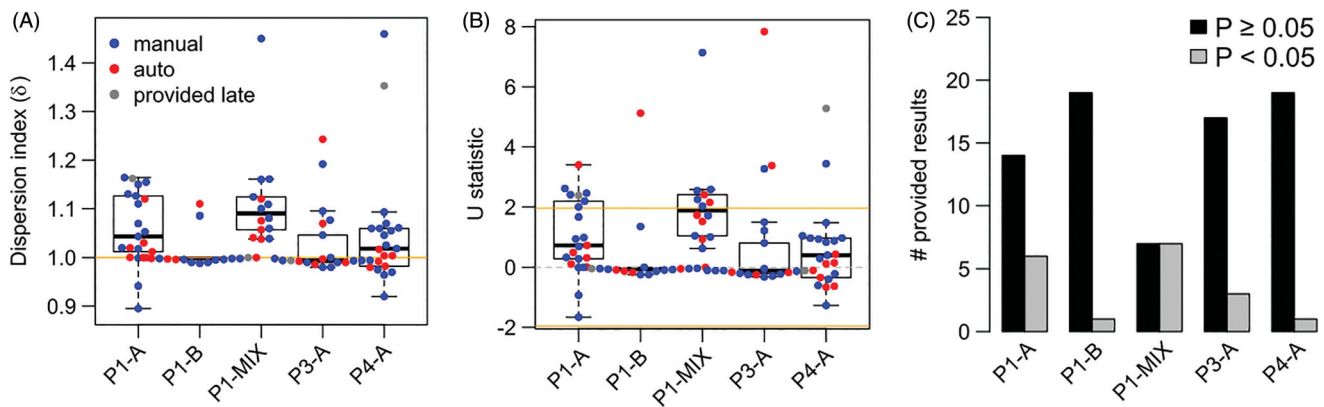 (A)
Dispersion index (δ)
1.4
1.3
1.2
1.1
1.0
0.9
manual
auto
provided late
P1-A
P1-B
P1-MIX
P3-A
P4-A
(B)
U statistic
8
6
4
2
0
-2
P1-A
P1-B
P1-MIX
P3-A
P4-A
(C)
# provided results
25
20
15
10
5
0
P ≥ 0.05
P < 0.05
P1-A
P1-B
P1-MIX
P3-A
P4-A